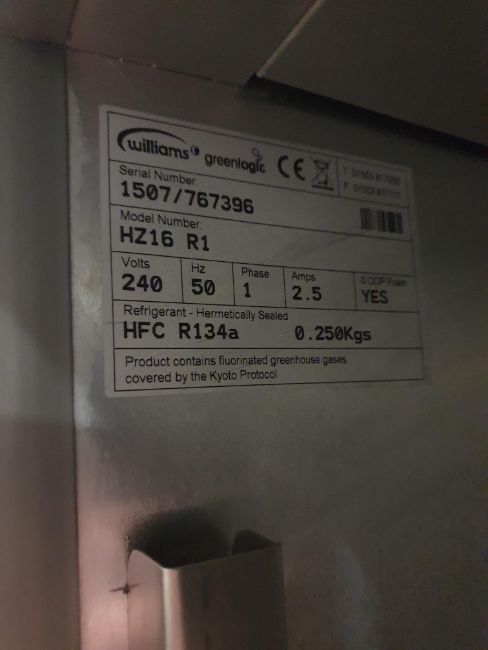 williams greenlogic CE
Serial Number
1507/767396
Model Number
HZ16 R1
Volts Hz Phase Amps 0 ODP Foam
240 50 1 2.5 YES
Refrigerant - Hermetically Sealed
HFC R134a 0.250Kgs
Product contains fluorinated greenhouse gases
covered by the Kyoto Protocol